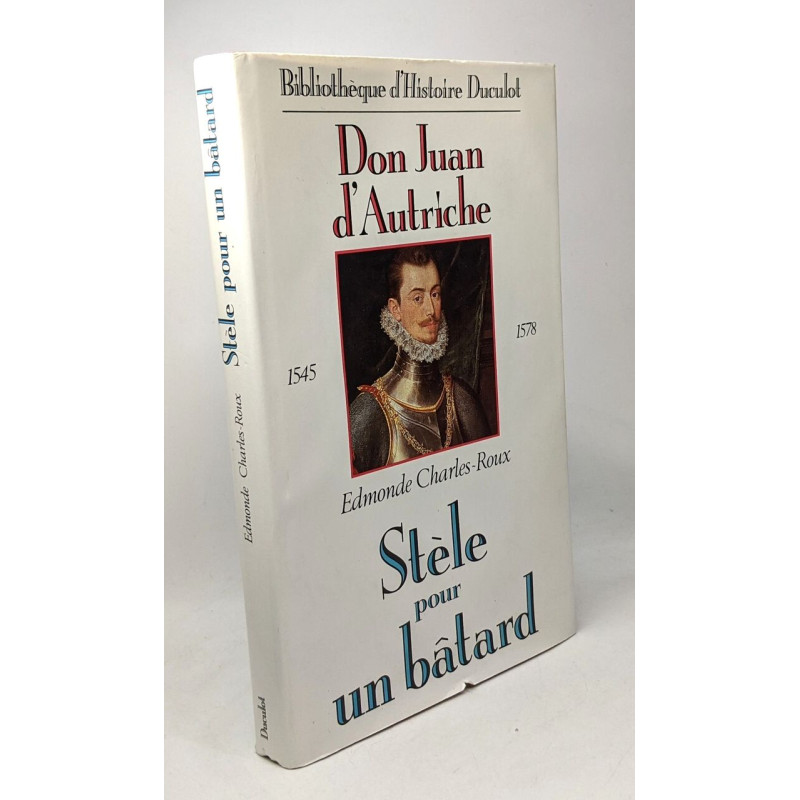 Bibliothèque d'Histoire Duculot
Don Juan
d'Autriche
1545
1578
Edmonde Charles-Roux
Stèle
pour
un bâtard
Stèle pour un bâtard
Edmonde Charles-Roux
Duculot